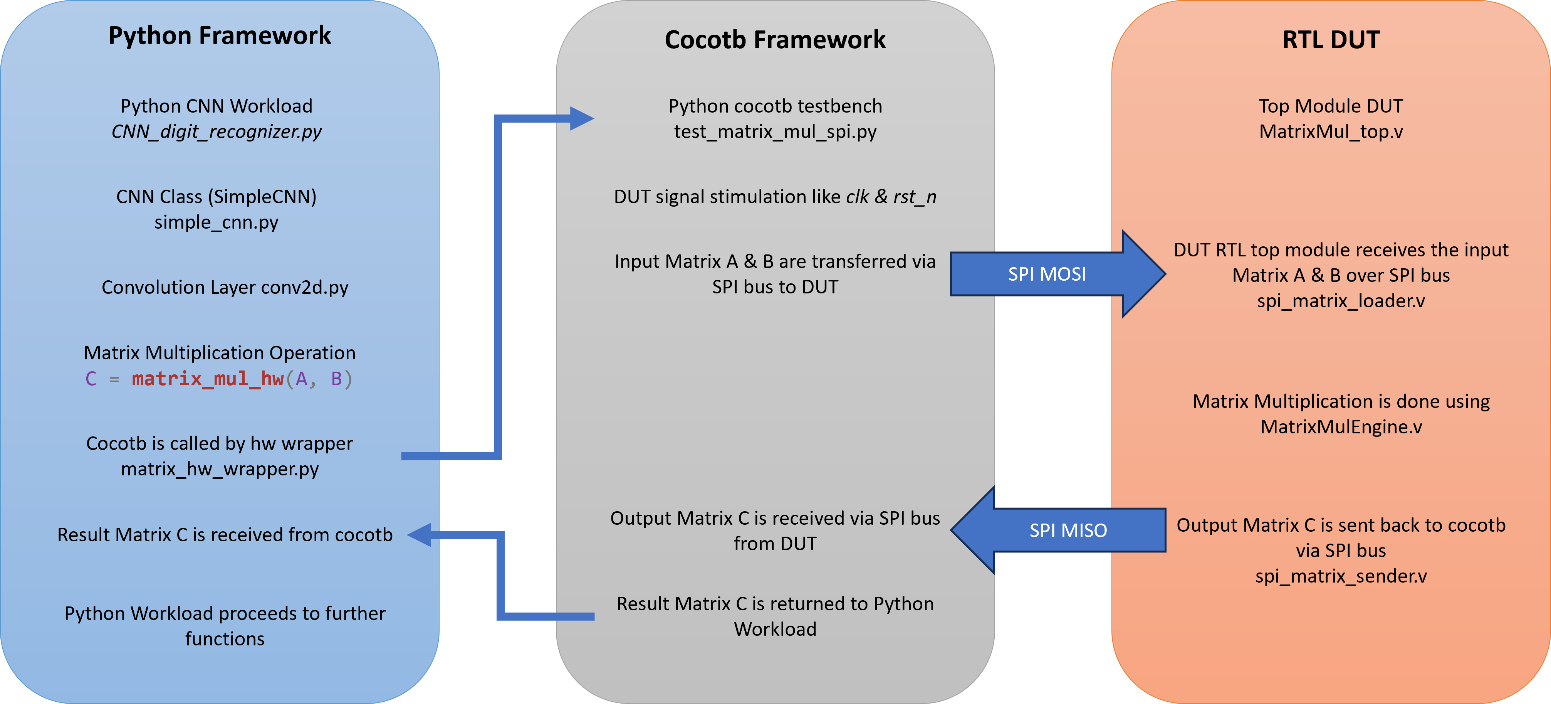 Python Framework
Python CNN Workload
CNN_digit_recognizer.py
CNN Class (SimpleCNN)
simple_cnn.py
Convolution Layer conv2d.py
Matrix Multiplication Operation
C = matrix_mul_hw(A, B)
Cocotb is called by hw wrapper
matrix_hw_wrapper.py
Result Matrix C is received from cocotb
Python Workload proceeds to further
functions
Cocotb Framework
Python cocotb testbench
test_matrix_mul_spi.py
DUT signal stimulation like clk & rst_n
Input Matrix A & B are transferred via
SPI bus to DUT
Output Matrix C is received via SPI bus
from DUT
Result Matrix C is returned to Python
Workload
SPI MOSI
SPI MISO
RTL DUT
Top Module DUT
MatrixMul_top.v
DUT RTL top module receives the input
Matrix A & B over SPI bus
spi_matrix_loader.v
Matrix Multiplication is done using
MatrixMulEngine.v
Output Matrix C is sent back to cocotb
via SPI bus
spi_matrix_sender.v